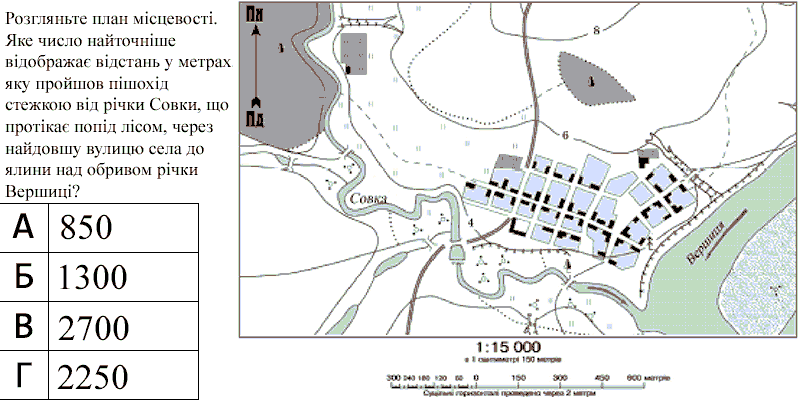 Розгляньте план місцевості.
Яке число найточніше
відображає відстань у метрах
яку пройшов пішохід
стежкою від річки Совки, що
протікає попід лісом, через
найдовшу вулицю села до
ялини над обривом річки
Вершиці?
А 850
Б 1300
В 2700
Г 2250
Пн
Пд
4
4
8
6
4
Совка
Вершиця
1:15 000
в 1 сантиметрі 150 метрів
300 240 180 120 60 0 150 300 450 600 метрів
Суцільні горизонталі проведено через 2 метри